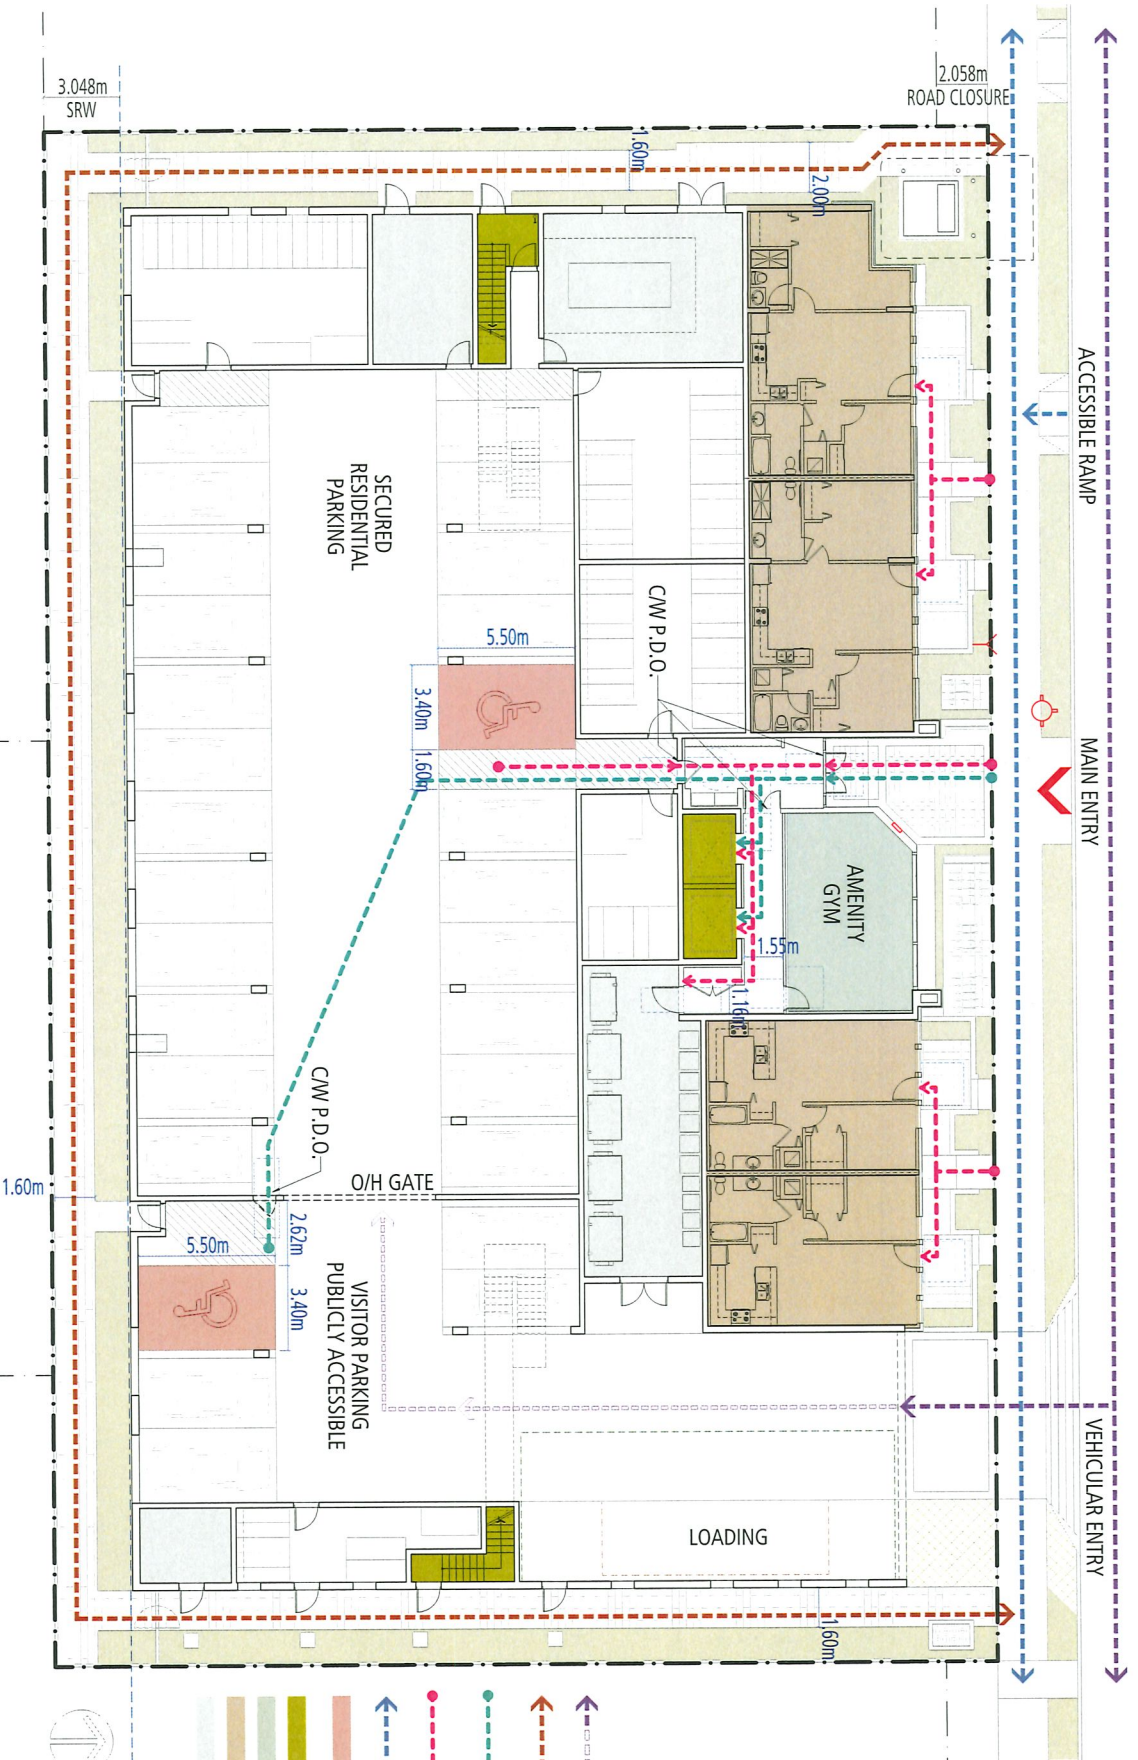 3.048m
SRW
2.058m
ROAD CLOSURE
1.60m
2.00m
ACCESSIBLE RAMP
SECURED
RESIDENTIAL
PARKING
C/W P.D.O.
5.50m
3.40m
1.60m
MAIN ENTRY
AMENITY
GYM
1.55m
1.16m
C/W P.D.O.
O/H GATE
1.60m
5.50m
2.62m
3.40m
VISITOR PARKING
PUBLICLY ACCESSIBLE
VEHICULAR ENTRY
LOADING
1.60m